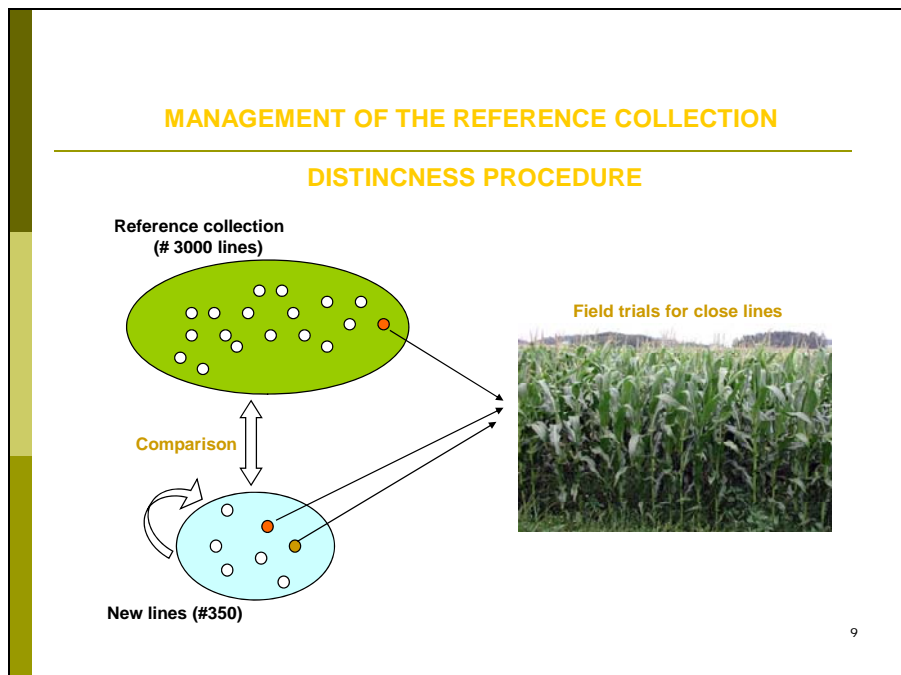 MANAGEMENT OF THE REFERENCE COLLECTION
DISTINCNESS PROCEDURE
Reference collection
(# 3000 lines)
Field trials for close lines
Comparison
New lines (#350)
9